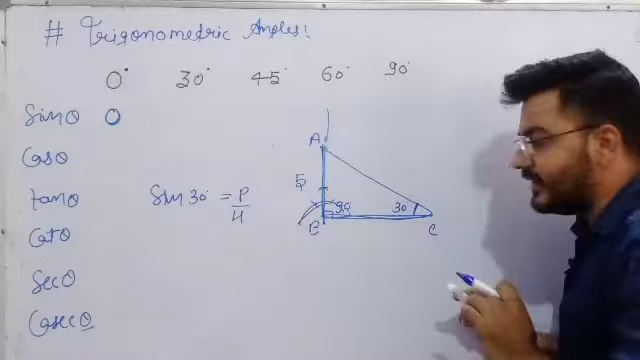 # Trigonometric Angles:
0° 30° 45° 60° 90°
Sinθ 0
Cosθ
tanθ
Cotθ
Secθ
Cosecθ
Sin 30° = P/H
A
5
90°
30°
B
C